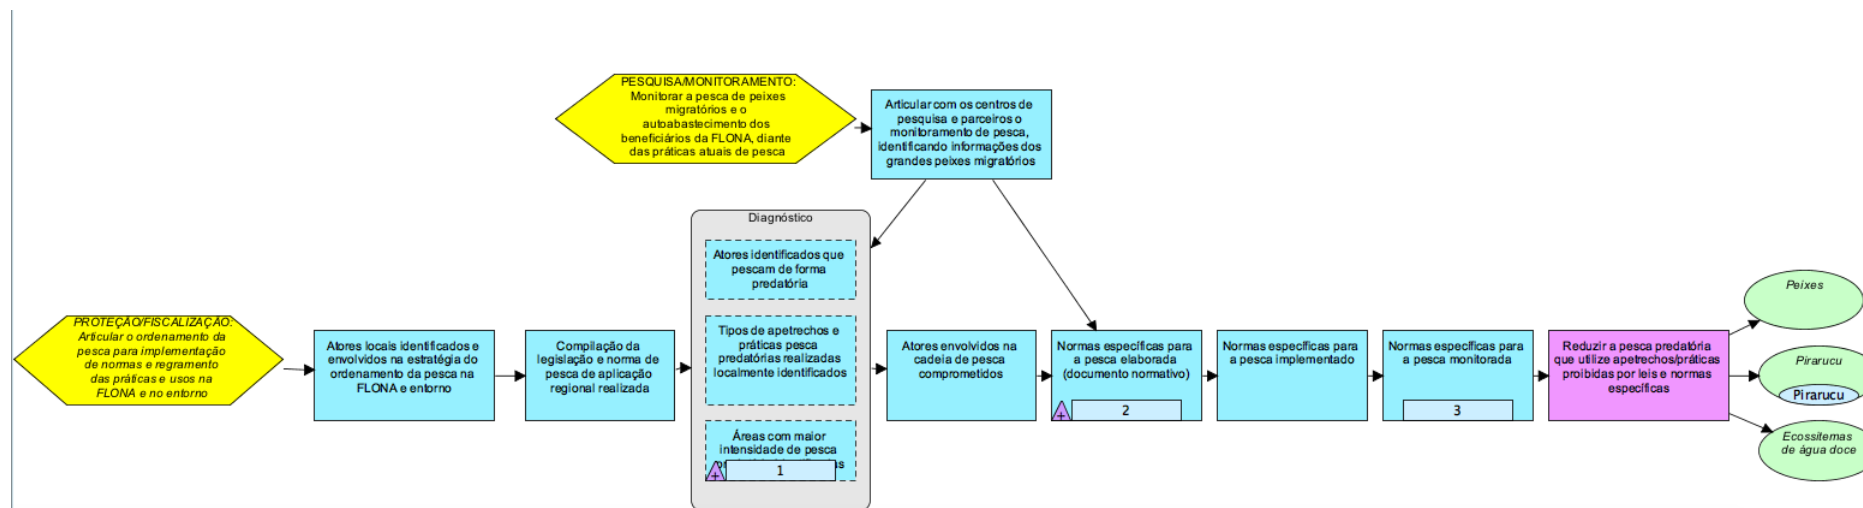 PESQUISA/MONITORAMENTO:
Monitorar a pesca de peixes
migratórios e o
autoabastecimento dos
beneficiários da FLONA, diante
das práticas atuais de pesca
Articular com os centros de
pesquisa e parceiros o
monitoramento de pesca,
identificando informações dos
grandes peixes migratórios
PROTEÇÃO/FISCALIZAÇÃO:
Articular o ordenamento da
pesca para implementação
de normas e regramento
das práticas e usos na
FLONA e no entorno
Atores locais identificados e
envolvidos na estratégia do
ordenamento da pesca na
FLONA e entorno
Compilação da
legislação e norma de
pesca de aplicação
regional realizada
Diagnóstico
Atores identificados que
pescam de forma
predatória
Tipos de apetrechos e
práticas pesca
predatórias realizadas
localmente identificados
Áreas com maior
intensidade de pesca
+
1
Atores envolvidos na
cadeia de pesca
comprometidos
Normas específicas para
a pesca elaborada
(documento normativo)
+
2
Normas específicas para
a pesca implementado
Normas específicas para
a pesca monitorada
3
Reduzir a pesca predatória
que utilize apetrechos/práticas
proibidas por leis e normas
específicas
Peixes
Pirarucu
Pirarucu
Ecossitemas
de água doce